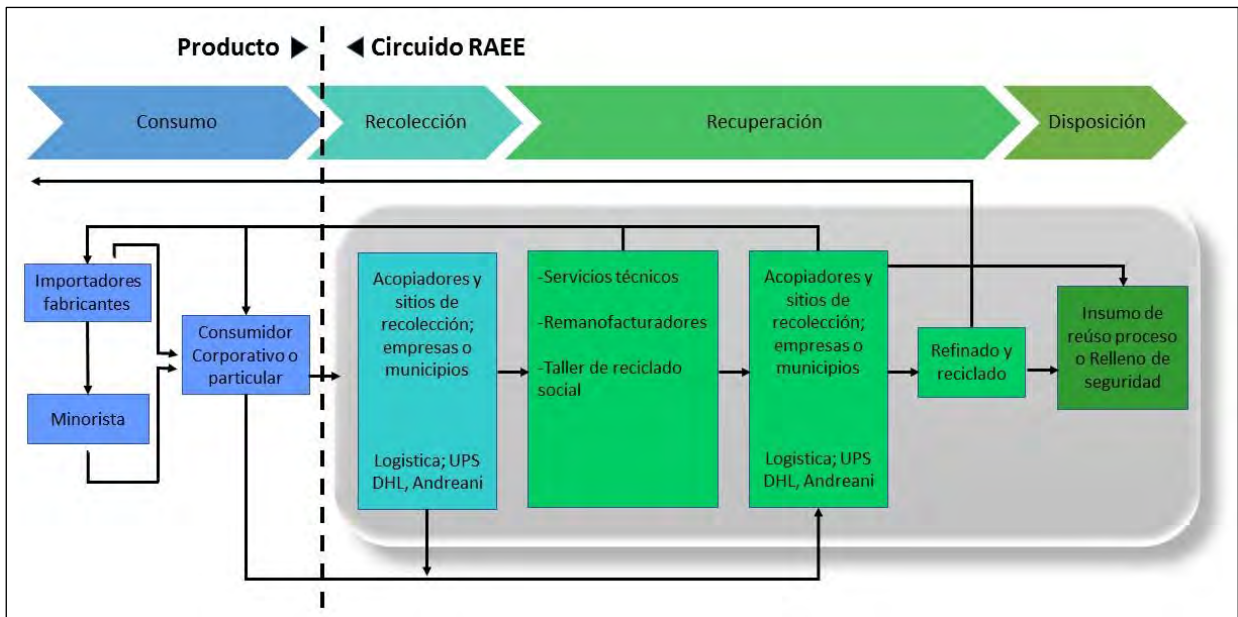 Producto
Circuido RAEE
Consumo
Recolección
Recuperación
Disposición
Importadores
fabricantes
Minorista
Consumidor
Corporativo o
particular
Acopiadores y
sitios de
recolección;
empresas o
municipios
Logistica; UPS
DHL, Andreani
-Servicios técnicos
-Remanofacturadores
-Taller de reciclado
social
Acopiadores y
sitios de
recolección;
empresas o
municipios
Logistica; UPS
DHL, Andreani
Refinado y
reciclado
Insumo de
reúso proceso
o Relleno de
seguridad